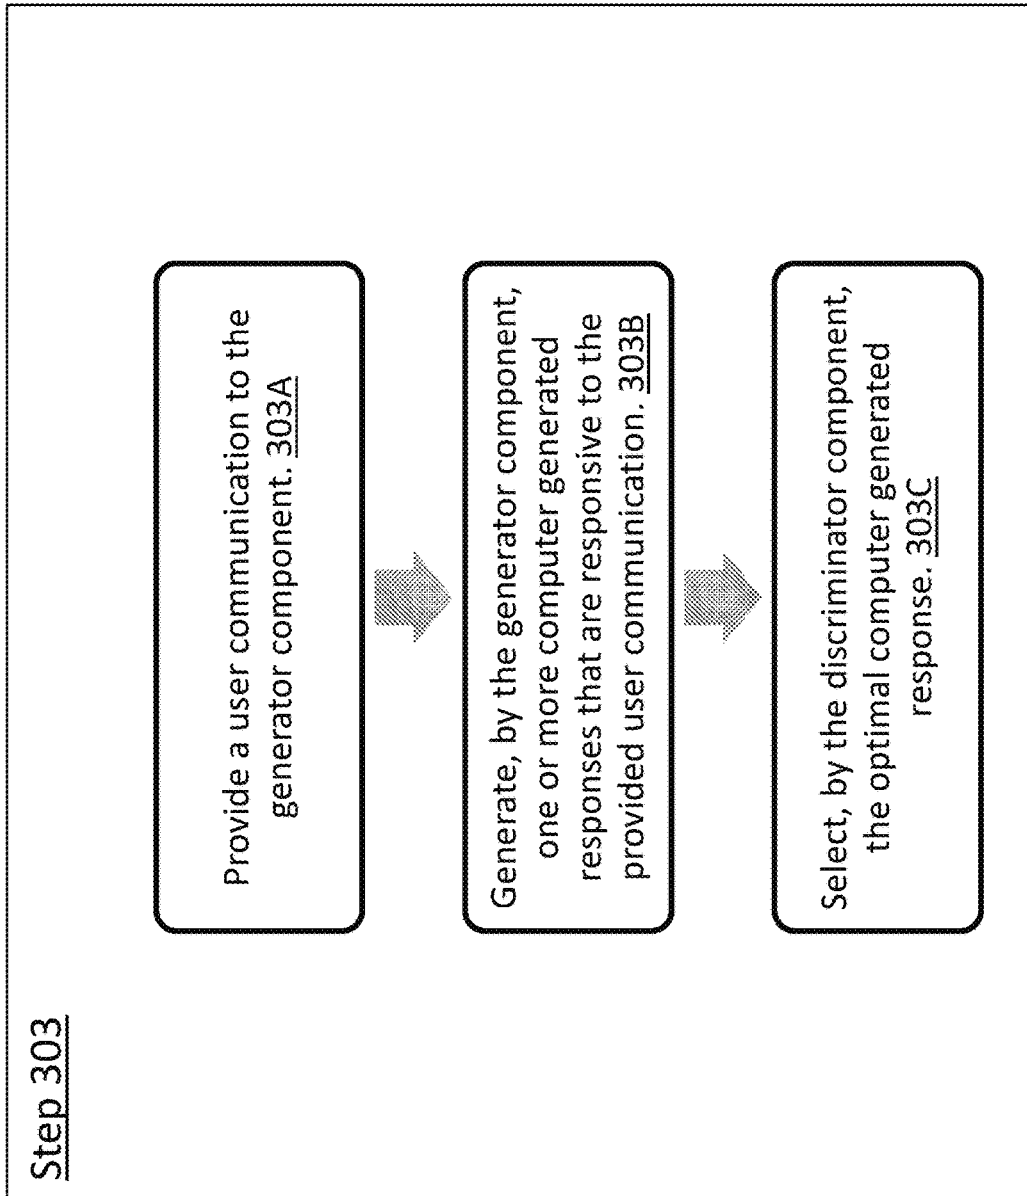 Step 303
Provide a user communication to the
generator component. 303A
Generate, by the generator component,
one or more computer generated
responses that are responsive to the
provided user communication. 303B
Select, by the discriminator component,
the optimal computer generated
response. 303C